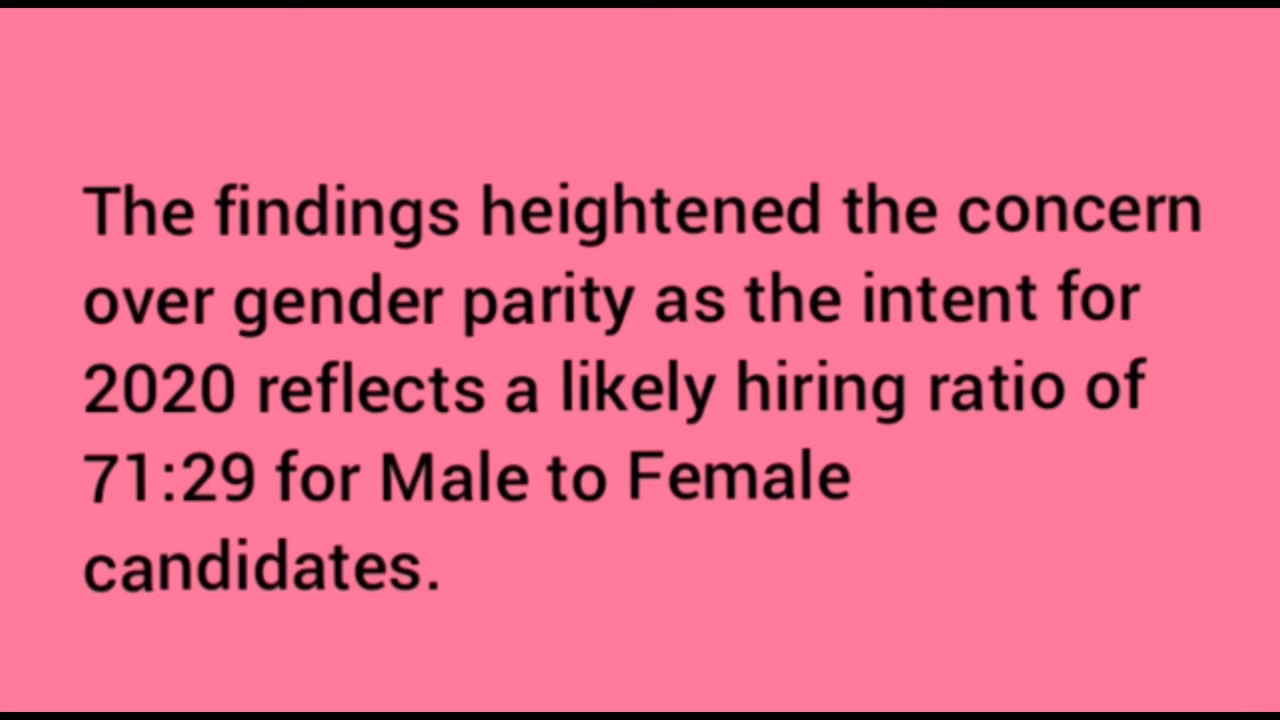 The findings heightened the concern
over gender parity as the intent for
2020 reflects a likely hiring ratio of
71:29 for Male to Female
candidates.